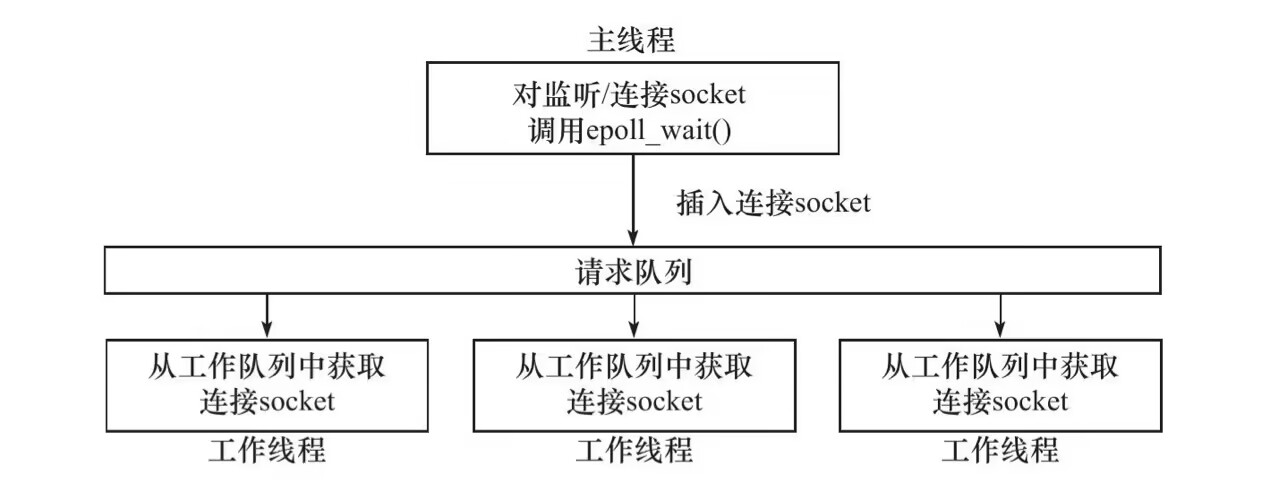 主线程
对监听/连接socket
调用epoll_wait()
插入连接socket
请求队列
从工作队列中获取
连接socket
工作线程
从工作队列中获取
连接socket
工作线程
从工作队列中获取
连接socket
工作线程